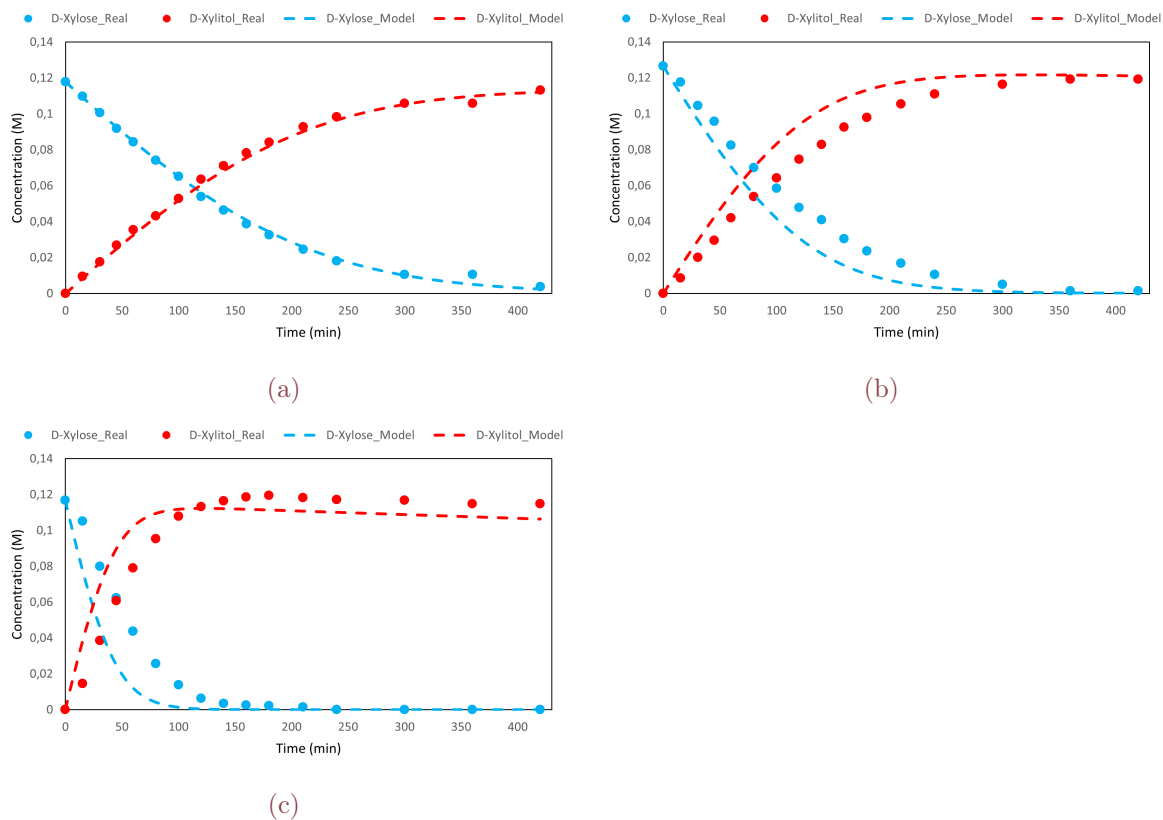 D-Xylose_Real D-Xylitol_Real D-Xylose_Model D-Xylitol_Model
0,14
0,12
0,1
0,08
0,06
0,04
0,02
0
Concentration (M)
0 50 100 150 200 250 300 350 400
Time (min)
(a)
D-Xylose_Real D-Xylitol_Real D-Xylose_Model D-Xylitol_Model
0,14
0,12
0,1
0,08
0,06
0,04
0,02
0
Concentration (M)
0 50 100 150 200 250 300 350 400
Time (min)
(b)
D-Xylose_Real D-Xylitol_Real D-Xylose_Model D-Xylitol_Model
0,14
0,12
0,1
0,08
0,06
0,04
0,02
0
Concentration (M)
0 50 100 150 200 250 300 350 400
Time (min)
(c)